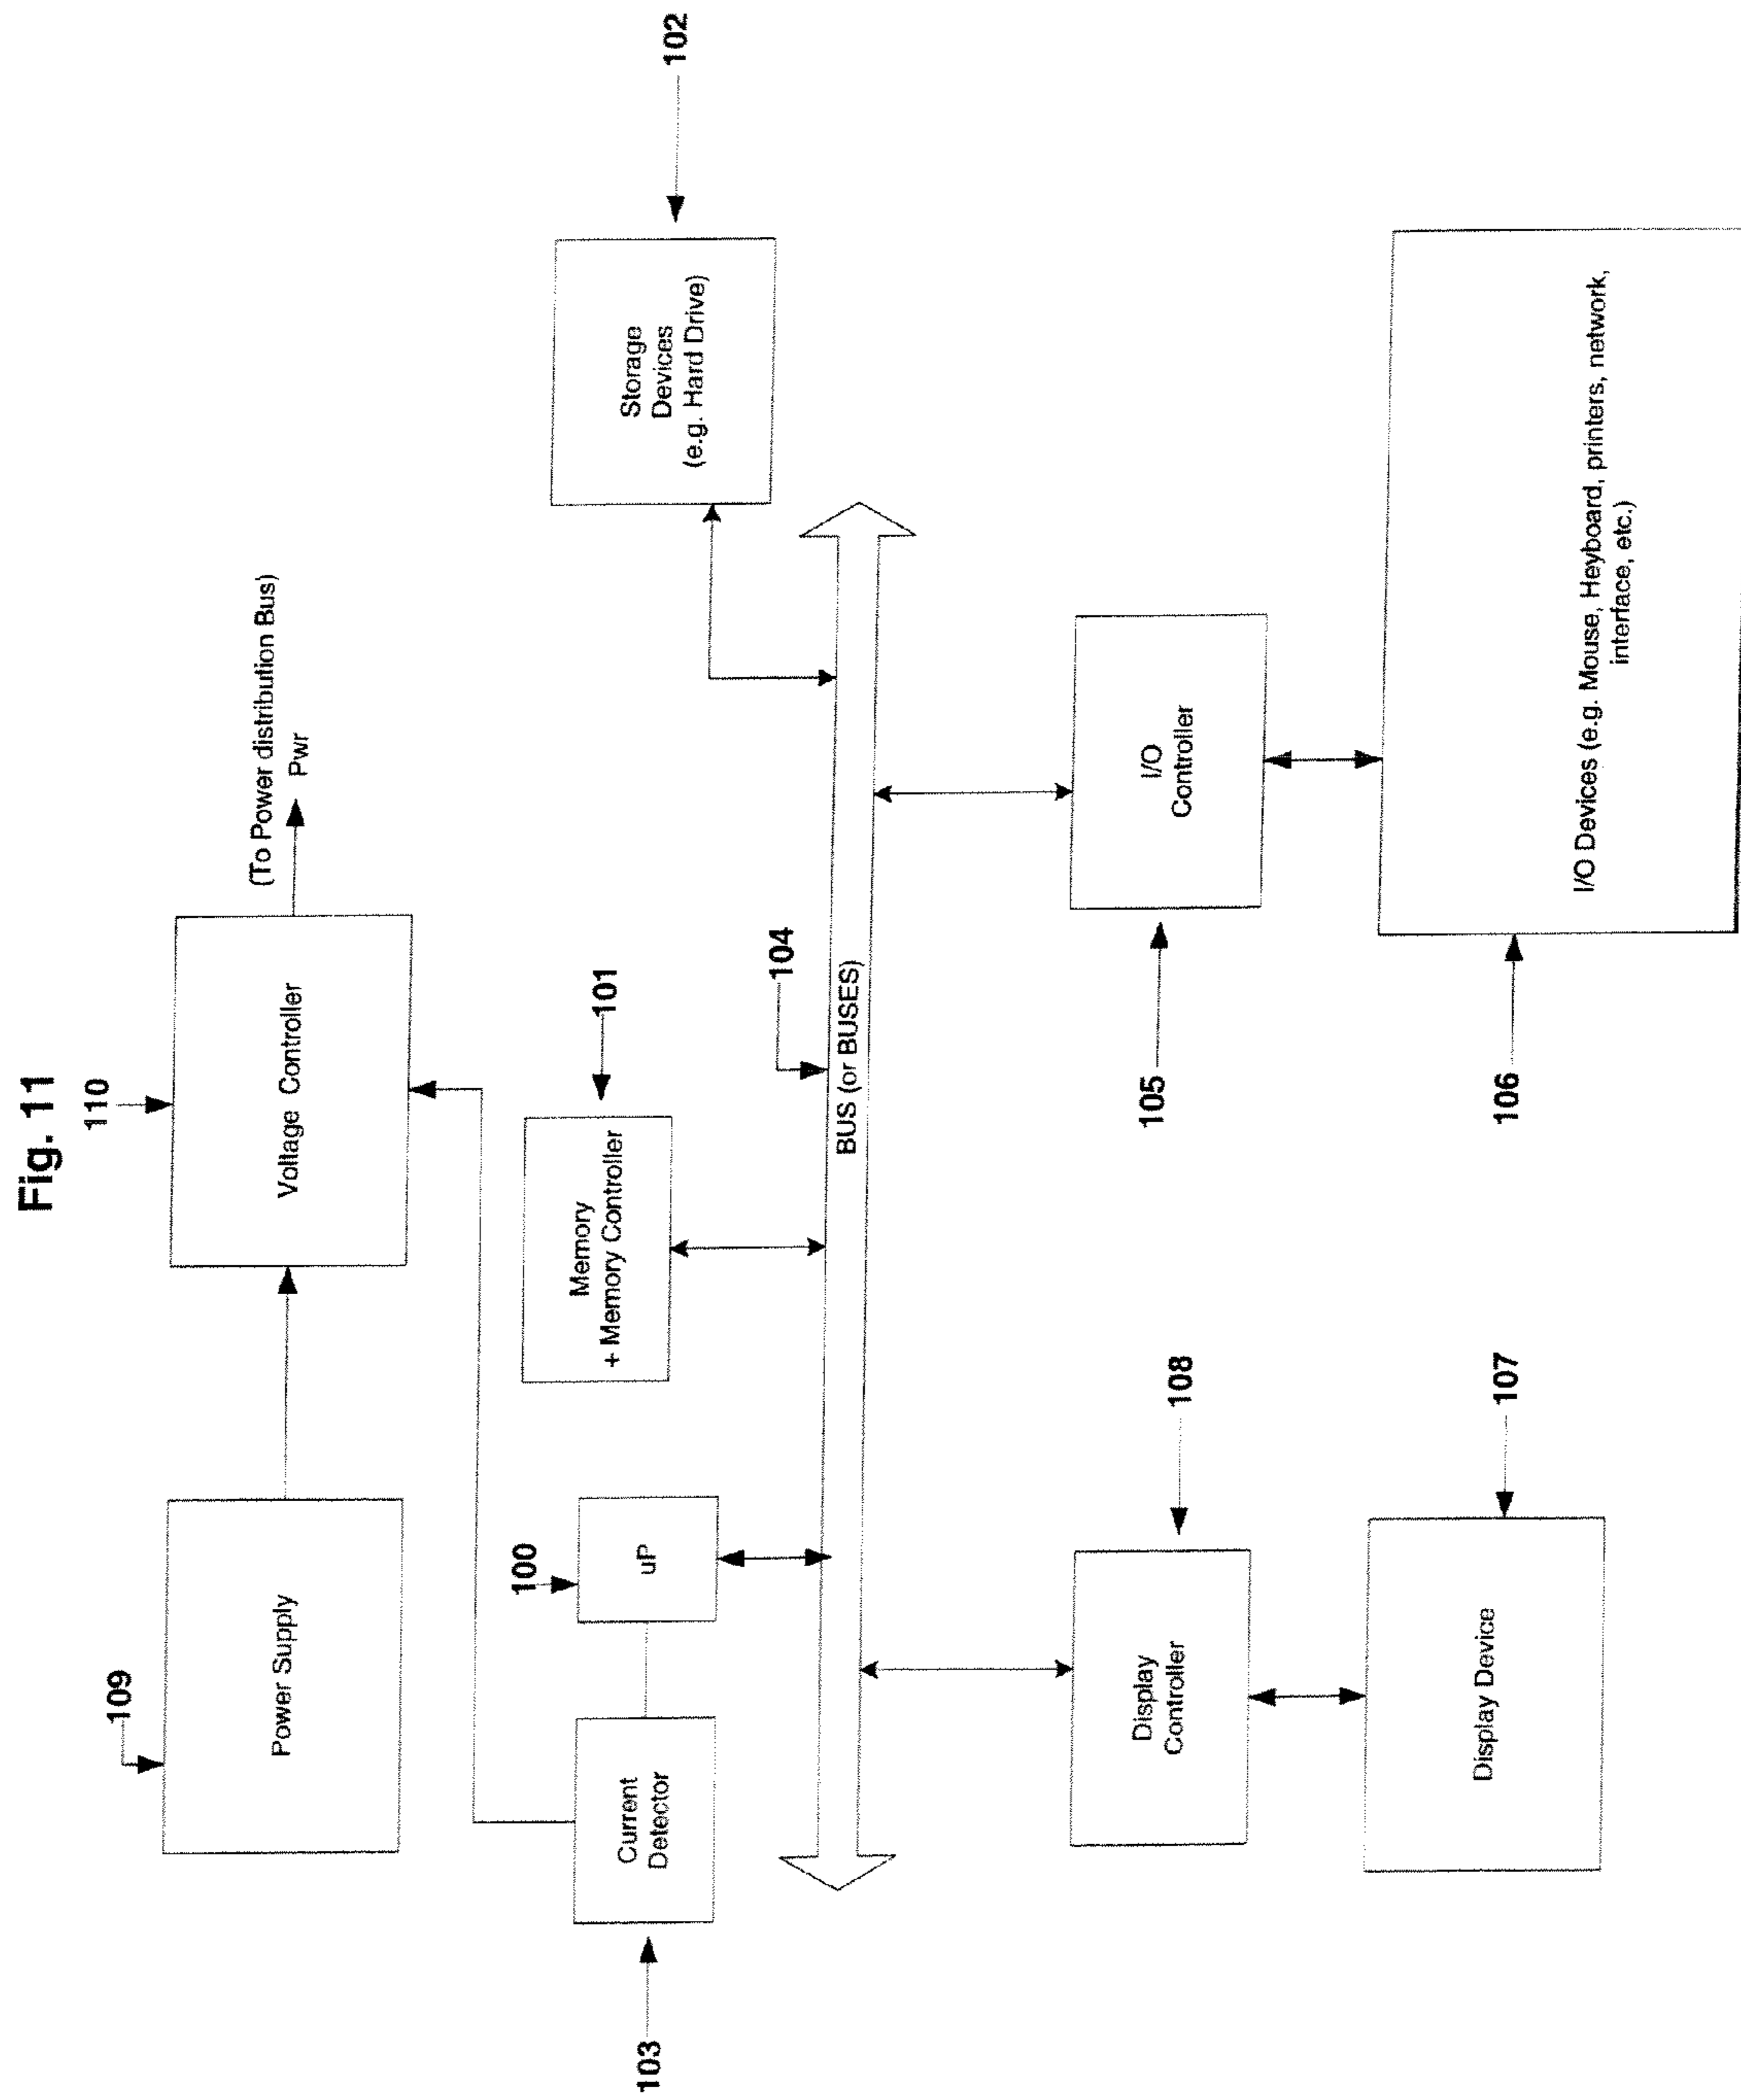 Fig. 11
110
109
Power Supply
Voltage Controller
(To Power distribution Bus)
Pwr
103
Current
Detector
100
uP
101
Memory
+ Memory Controller
102
Storage
Devices
(e.g. Hard Drive)
104
BUS (or BUSES)
108
Display
Controller
105
I/O
Controller
107
Display Device
106
I/O Devices (e.g. Mouse, Heyboard, printers, network,
interface, etc.)